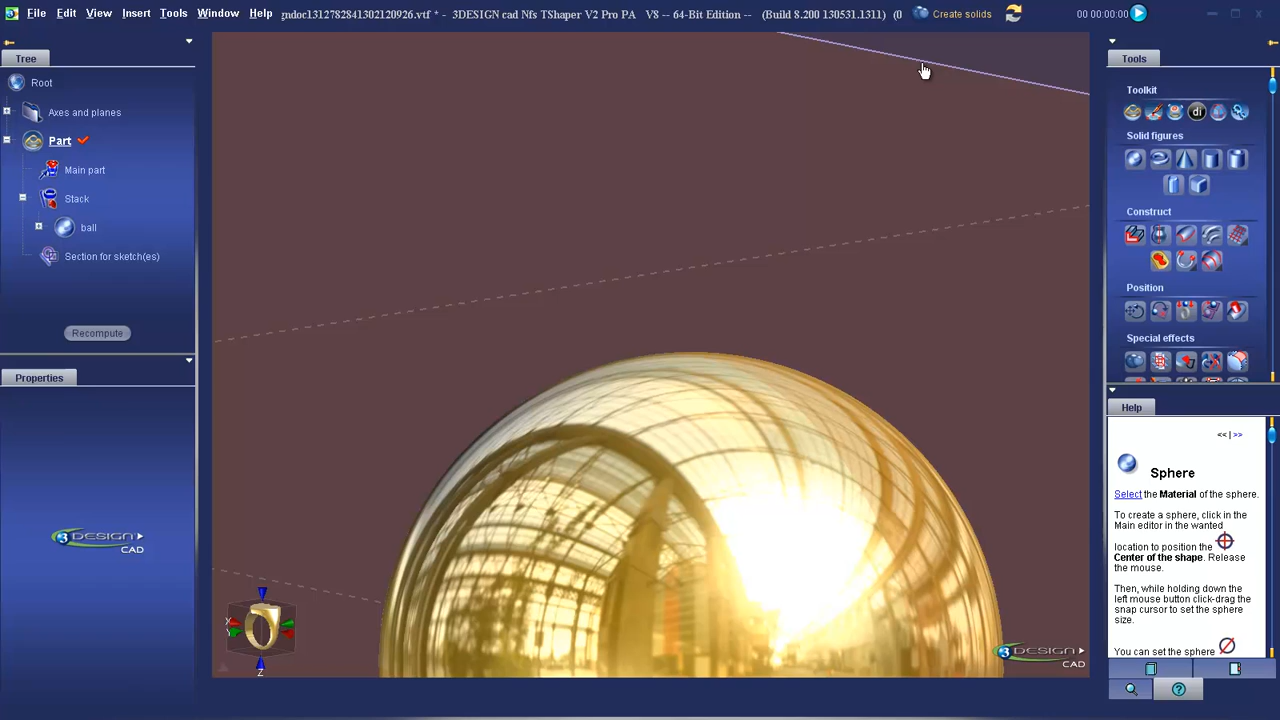 File Edit View Insert Tools Window Help gndoc1312782841302120926.vtf * - 3DESIGN cad Nfs TShaper V2 Pro PA V8 -- 64-Bit Edition -- (Build 8.200 130531.1311) (0 Create solids 00 00:00:00
Tree
Root
Axes and planes
Part
Main part
Stack
ball
Section for sketch(es)
Recompute
Properties
3DESIGN
CAD
X
Y
Z
3DESIGN
CAD
Tools
Toolkit
di
Solid figures
Construct
Position
Special effects
Help
<< | >>
Sphere
Select the Material of the sphere.
To create a sphere, click in the
Main editor in the wanted
location to position the
Center of the shape. Release
the mouse.
Then, while holding down the
left mouse button click-drag the
snap cursor to set the sphere
size.
You can set the sphere